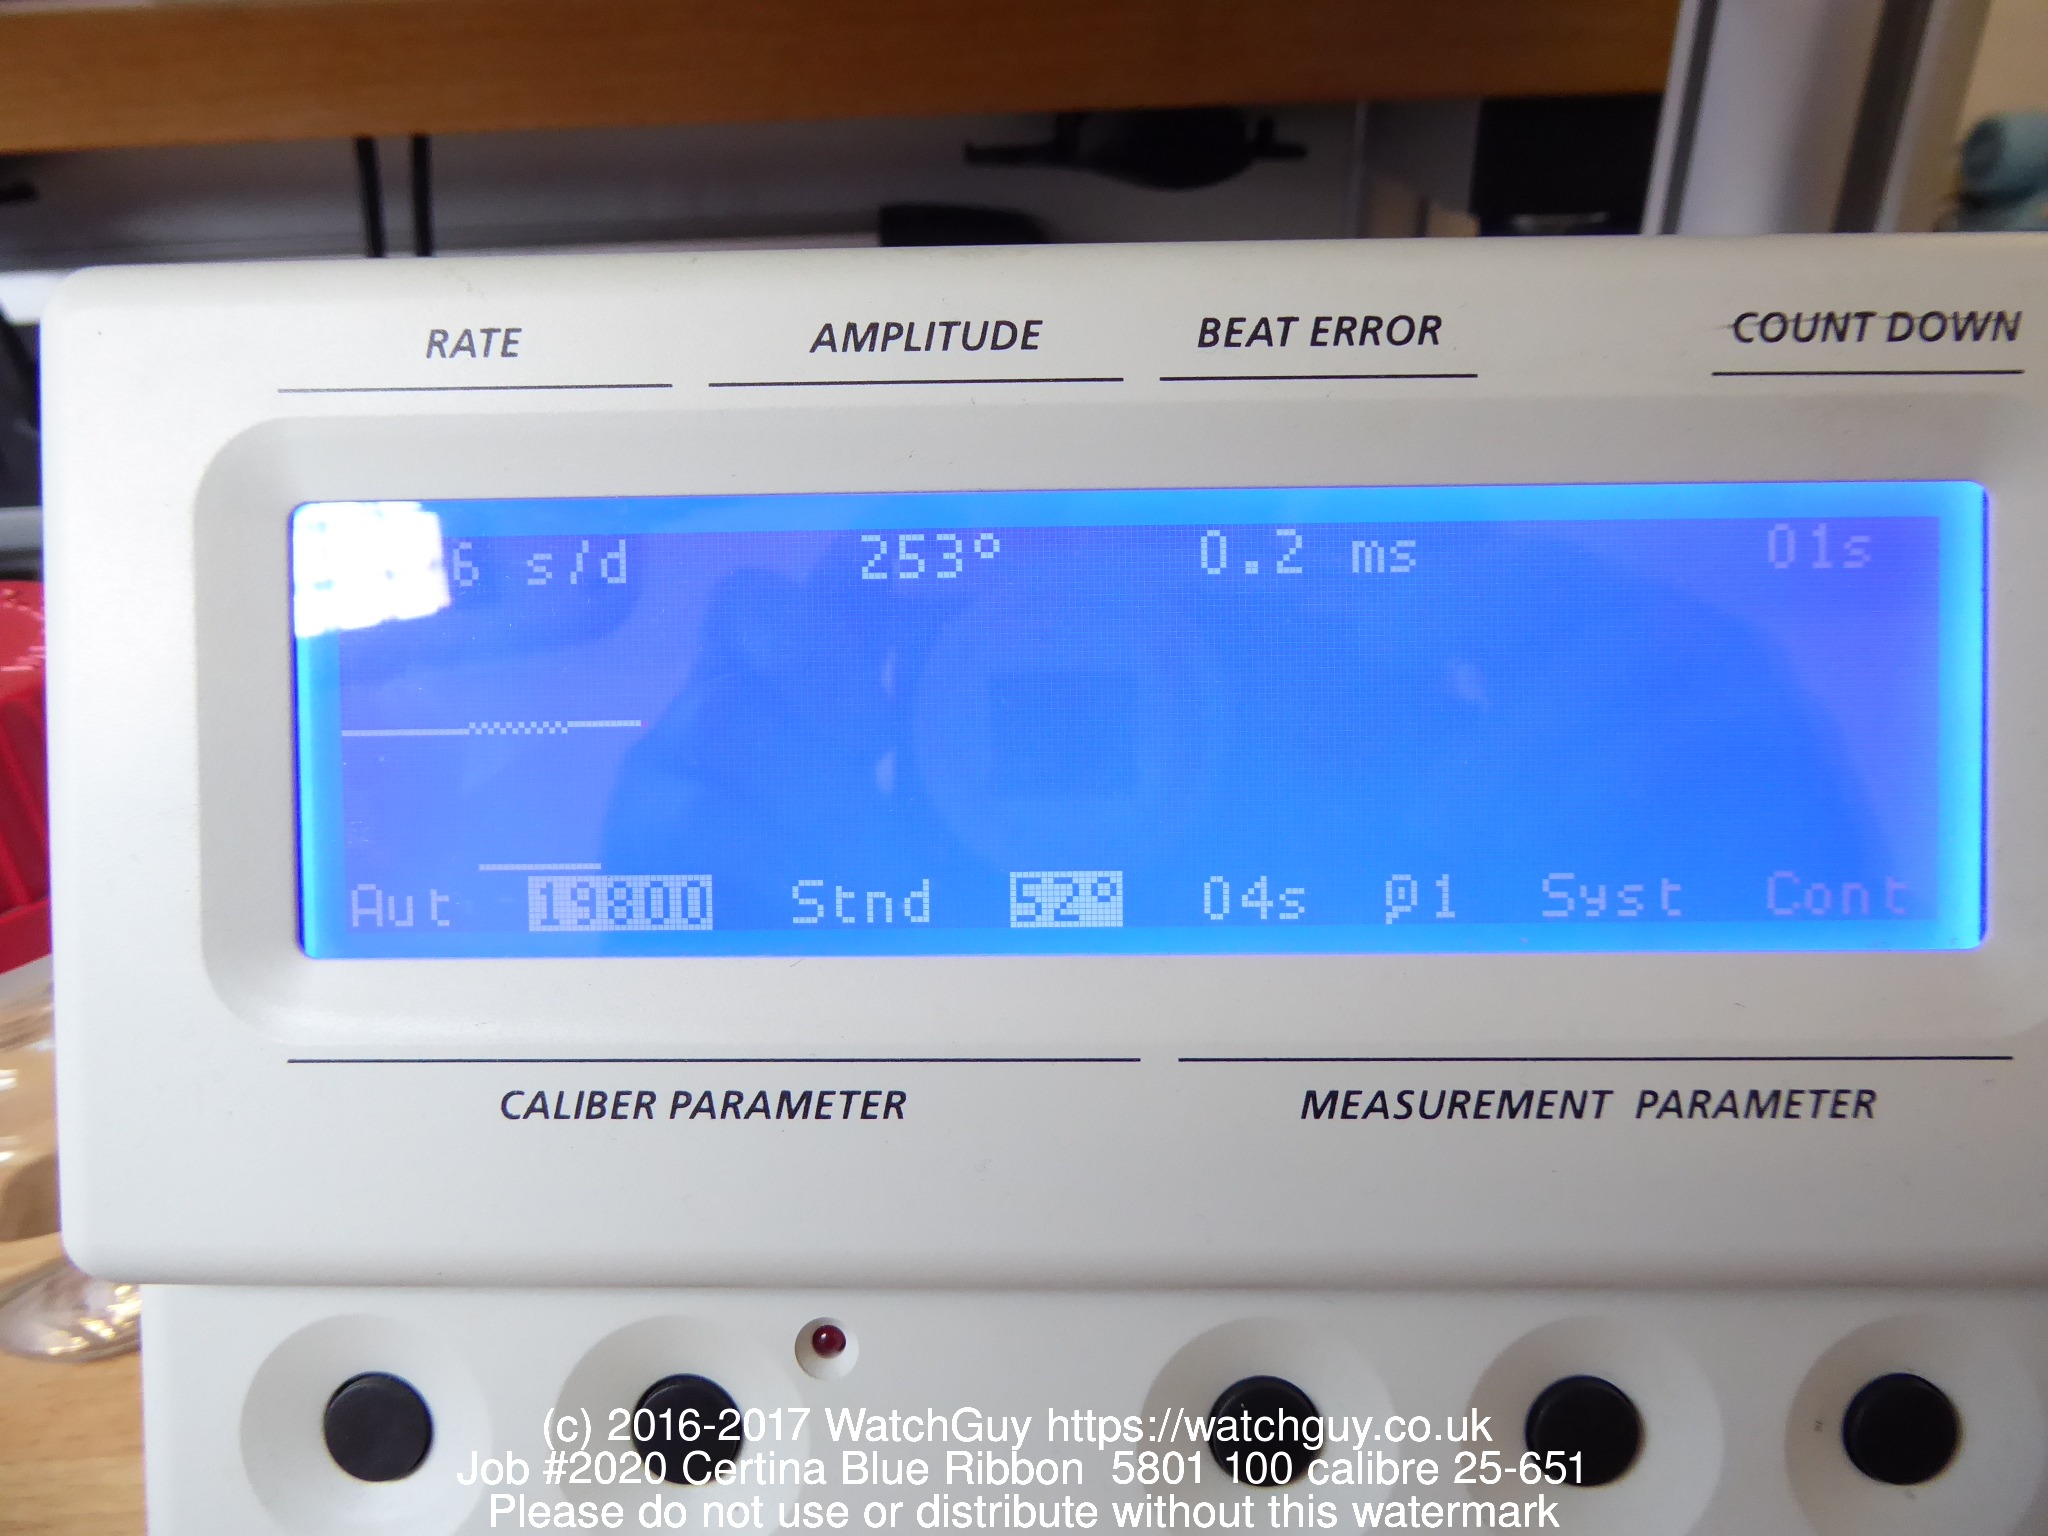 RATE AMPLITUDE BEAT ERROR COUNT DOWN
6 s/d 253° 0.2 ms 01s
Aut 19800 Stnd 52° 04s φ1 Syst Cont
CALIBER PARAMETER MEASUREMENT PARAMETER
(c) 2016-2017 WatchGuy https://watchguy.co.uk
Job #2020 Certina Blue Ribbon 5801 100 calibre 25-651
Please do not use or distribute without this watermark